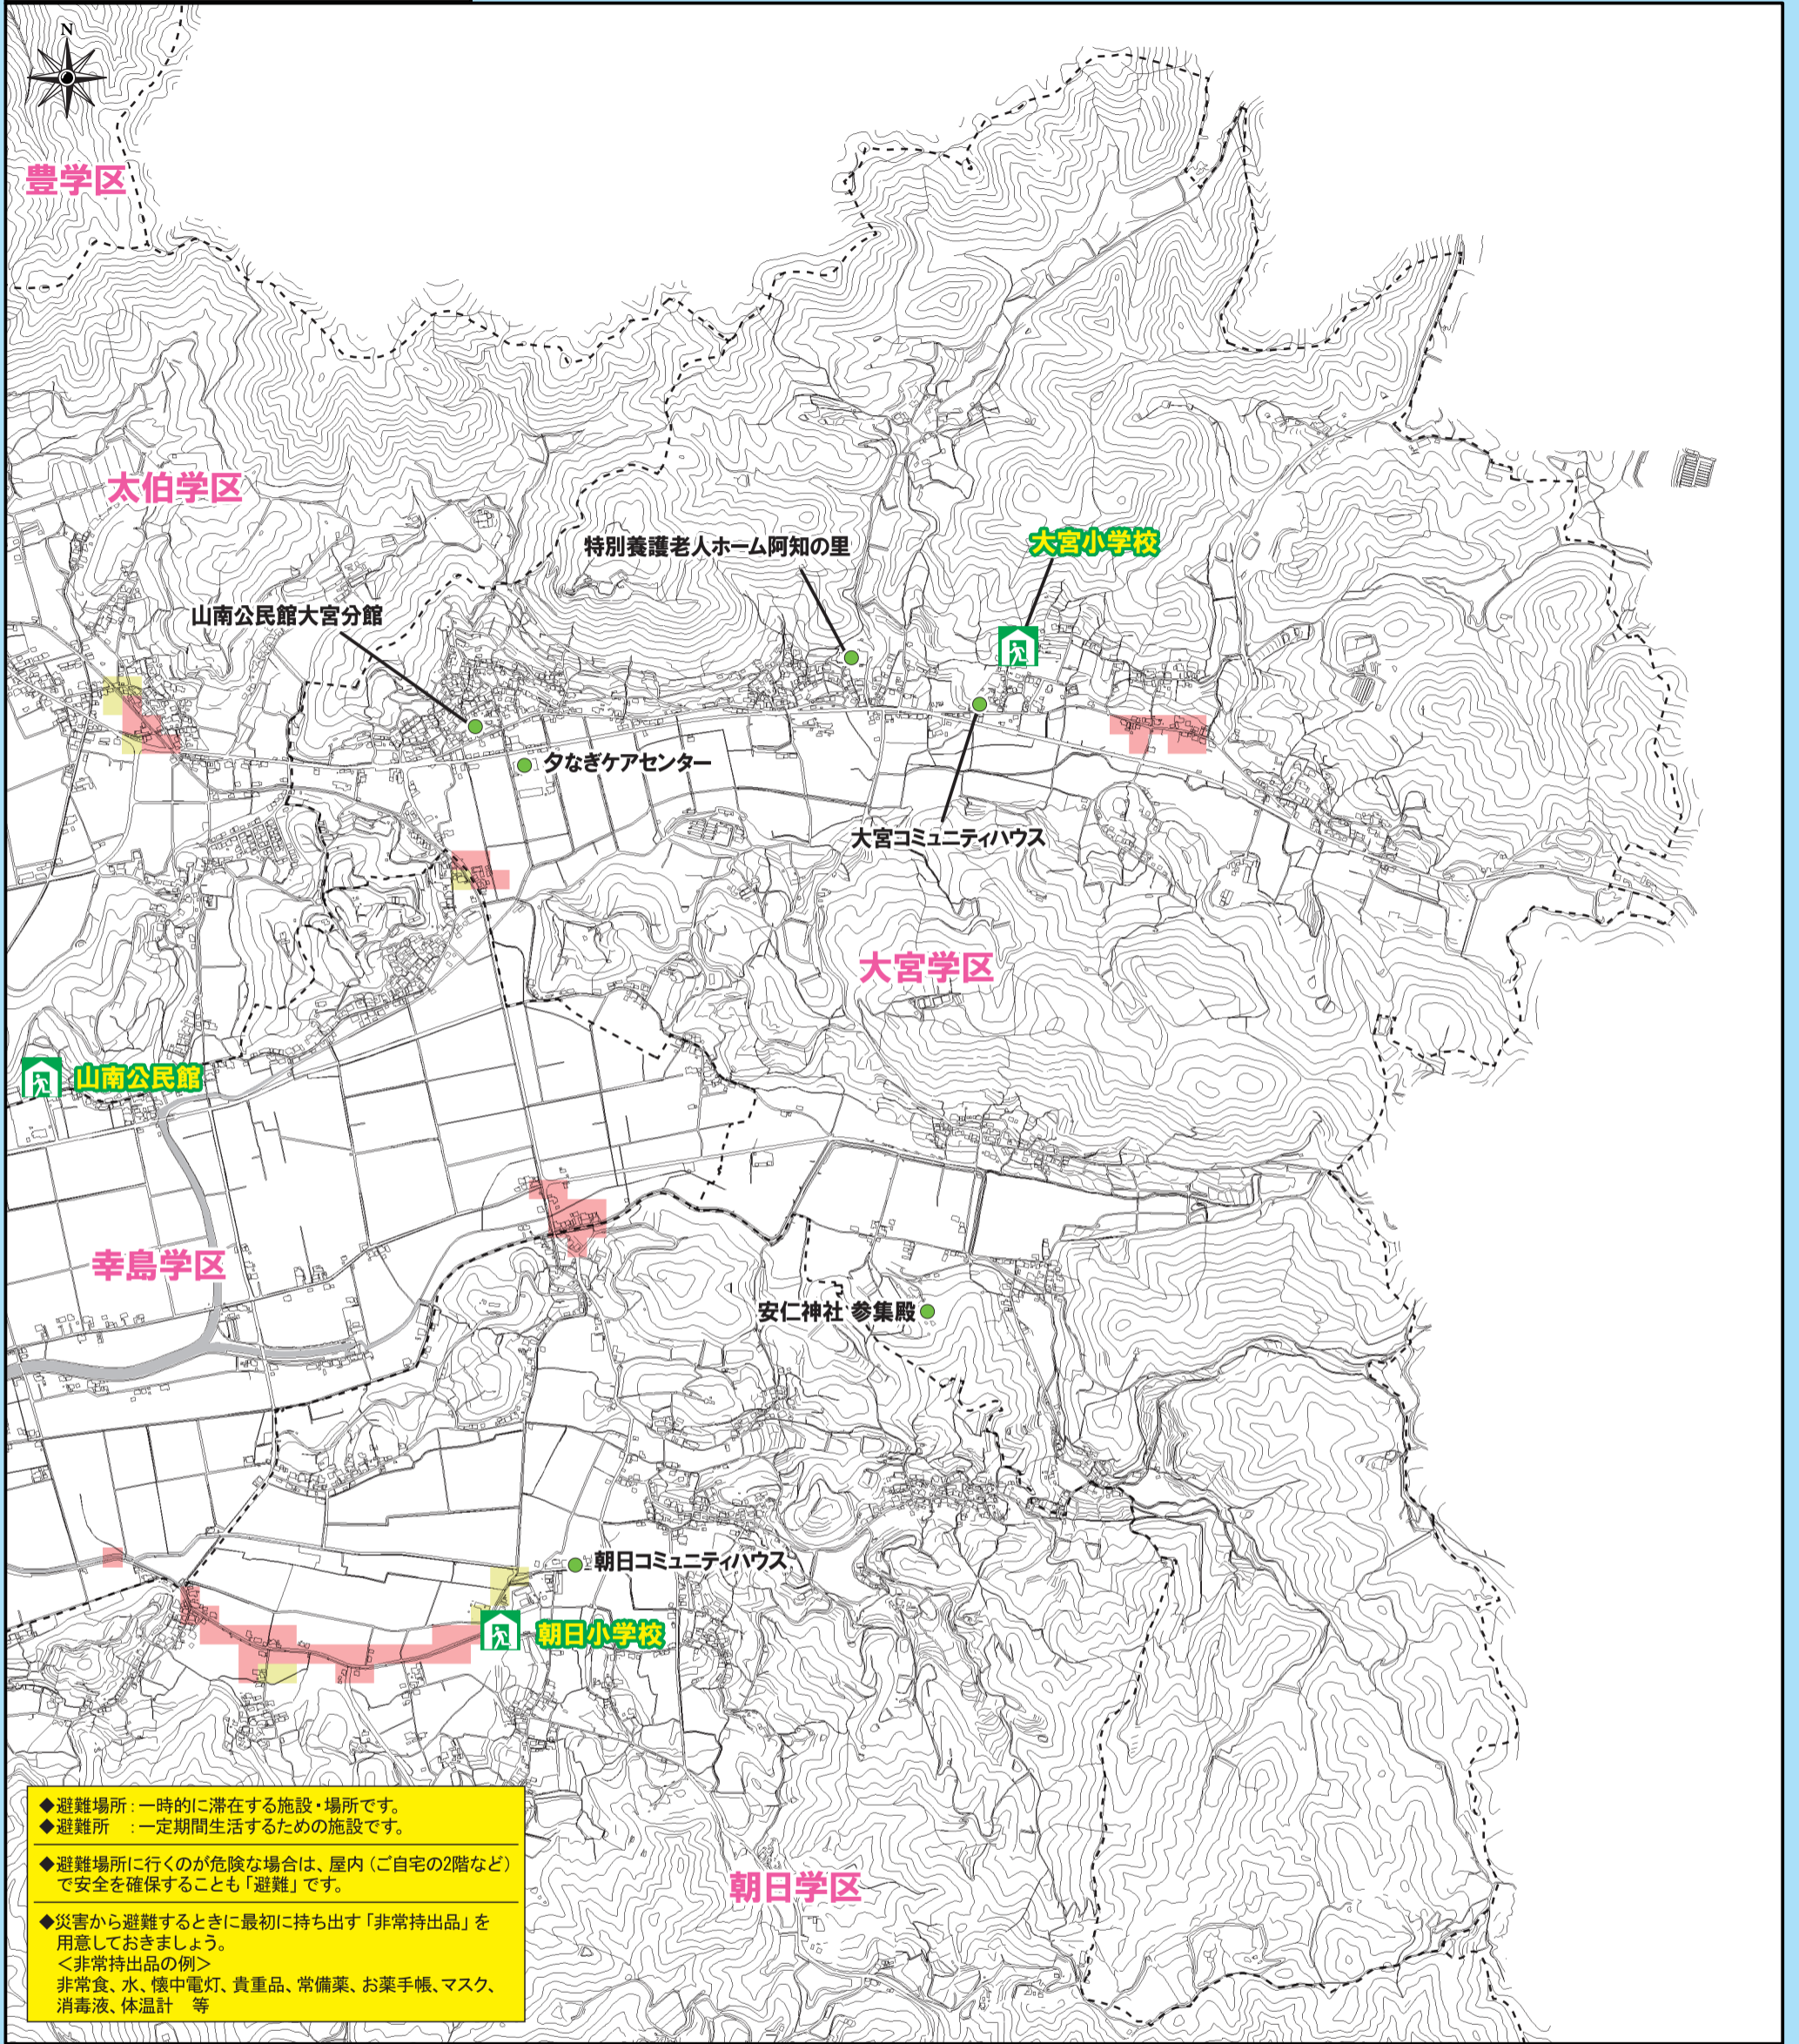 N
豊学区
太伯学区
特別養護老人ホーム阿知の里
大宮小学校
山南公民館大宮分館
夕なぎケアセンター
大宮コミュニティハウス
大宮学区
山南公民館
幸島学区
安仁神社 参集殿
朝日コミュニティハウス
朝日小学校
朝日学区
◆避難場所：一時的に滞在する施設・場所です。
◆避難所　：一定期間生活するための施設です。
◆避難場所に行くのが危険な場合は、屋内（ご自宅の2階など）
で安全を確保することも「避難」です。
◆災害から避難するときに最初に持ち出す「非常持出品」を
用意しておきましょう。
＜非常持出品の例＞
非常食、水、懐中電灯、貴重品、常備薬、お薬手帳、マスク、
消毒液、体温計　等